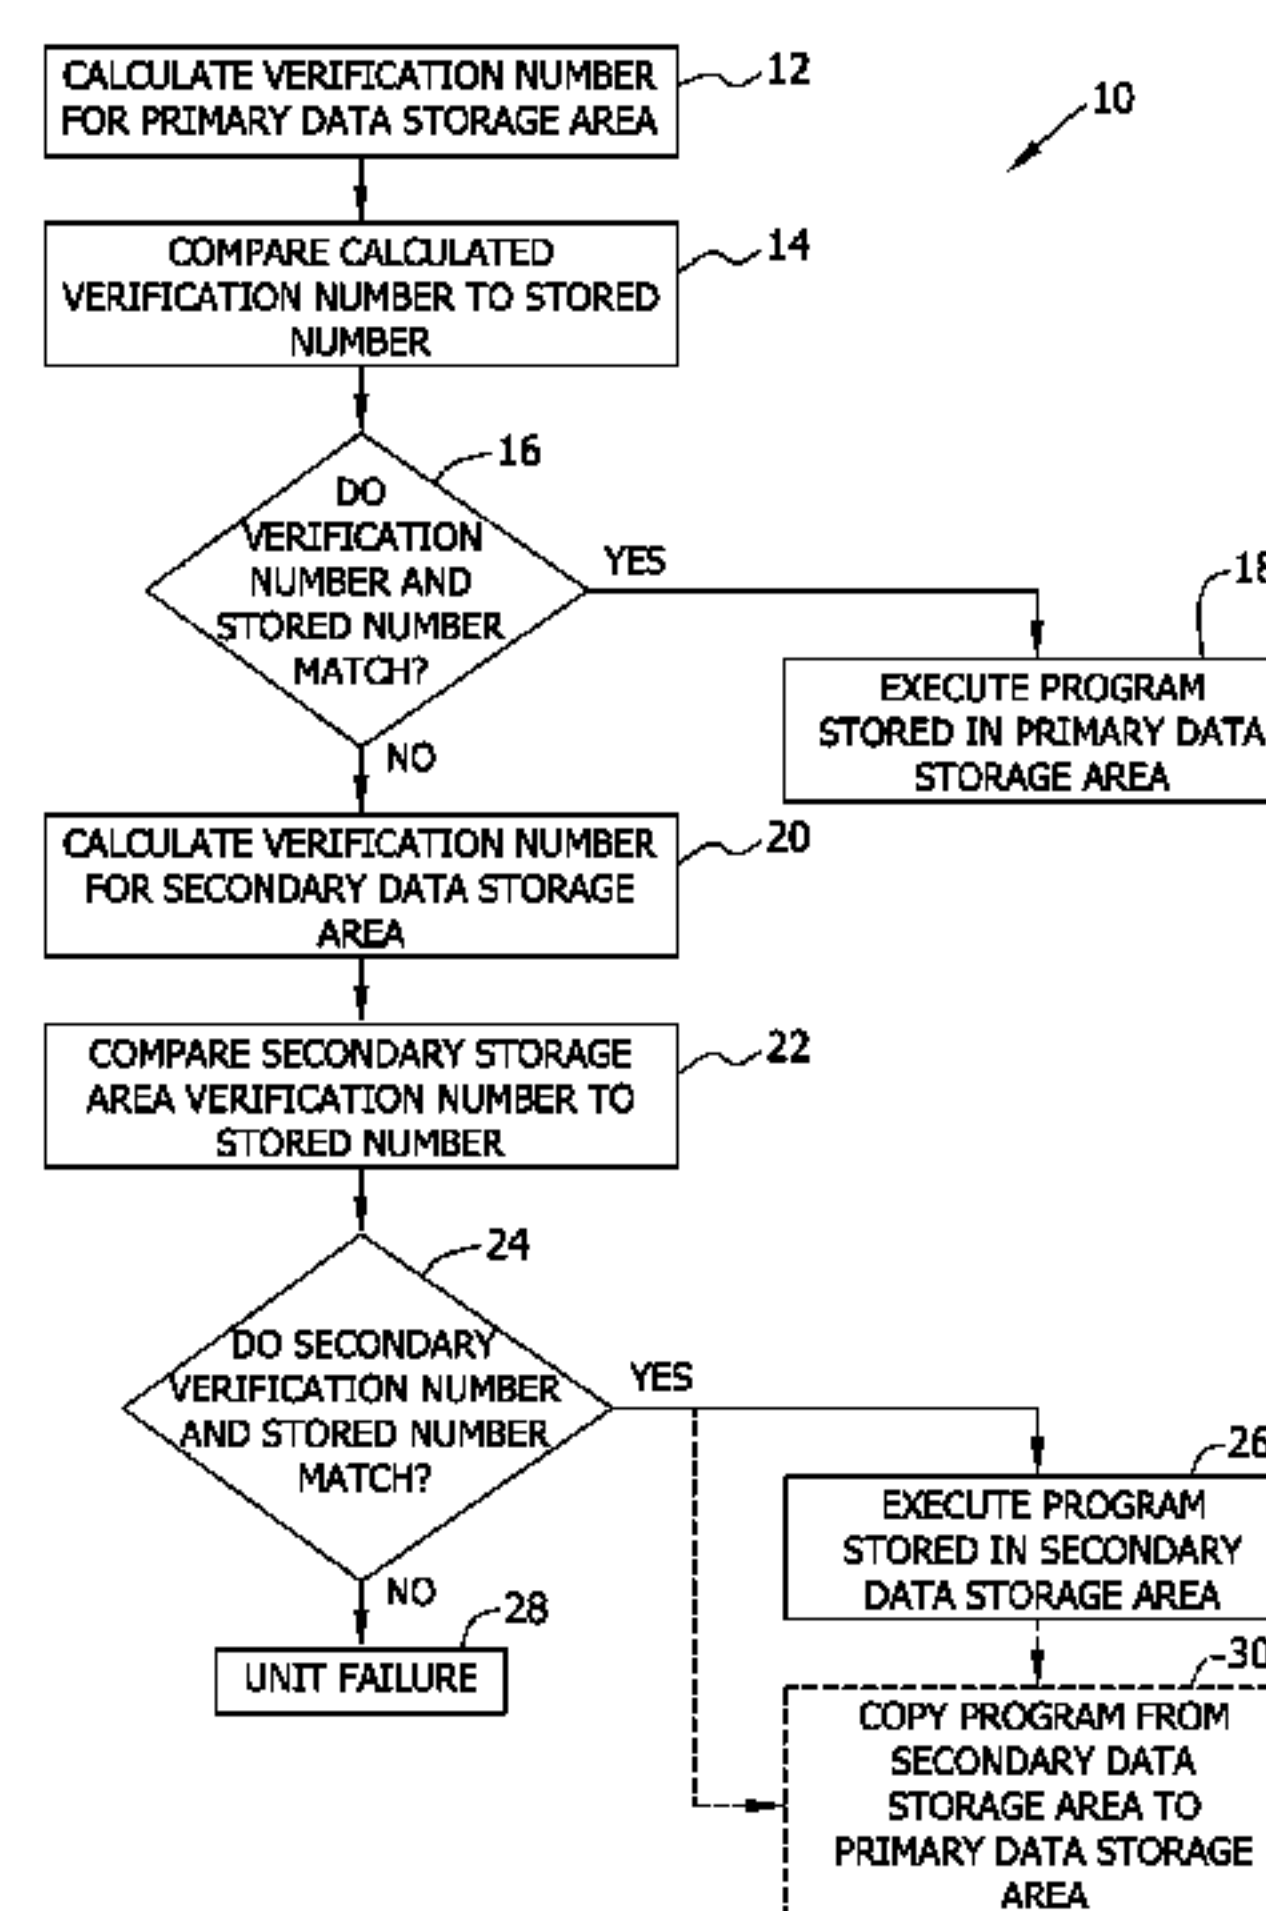 CALCULATE VERIFICATION NUMBER
FOR PRIMARY DATA STORAGE AREA
12
10
COMPARE CALCULATED
VERIFICATION NUMBER TO STORED
NUMBER
14
16
DO
VERIFICATION
NUMBER AND
STORED NUMBER
MATCH?
YES
NO
18
EXECUTE PROGRAM
STORED IN PRIMARY DATA
STORAGE AREA
CALCULATE VERIFICATION NUMBER
FOR SECONDARY DATA STORAGE
AREA
20
COMPARE SECONDARY STORAGE
AREA VERIFICATION NUMBER TO
STORED NUMBER
22
24
DO SECONDARY
VERIFICATION NUMBER
AND STORED NUMBER
MATCH?
YES
NO
26
EXECUTE PROGRAM
STORED IN SECONDARY
DATA STORAGE AREA
28
UNIT FAILURE
30
COPY PROGRAM FROM
SECONDARY DATA
STORAGE AREA TO
PRIMARY DATA STORAGE
AREA